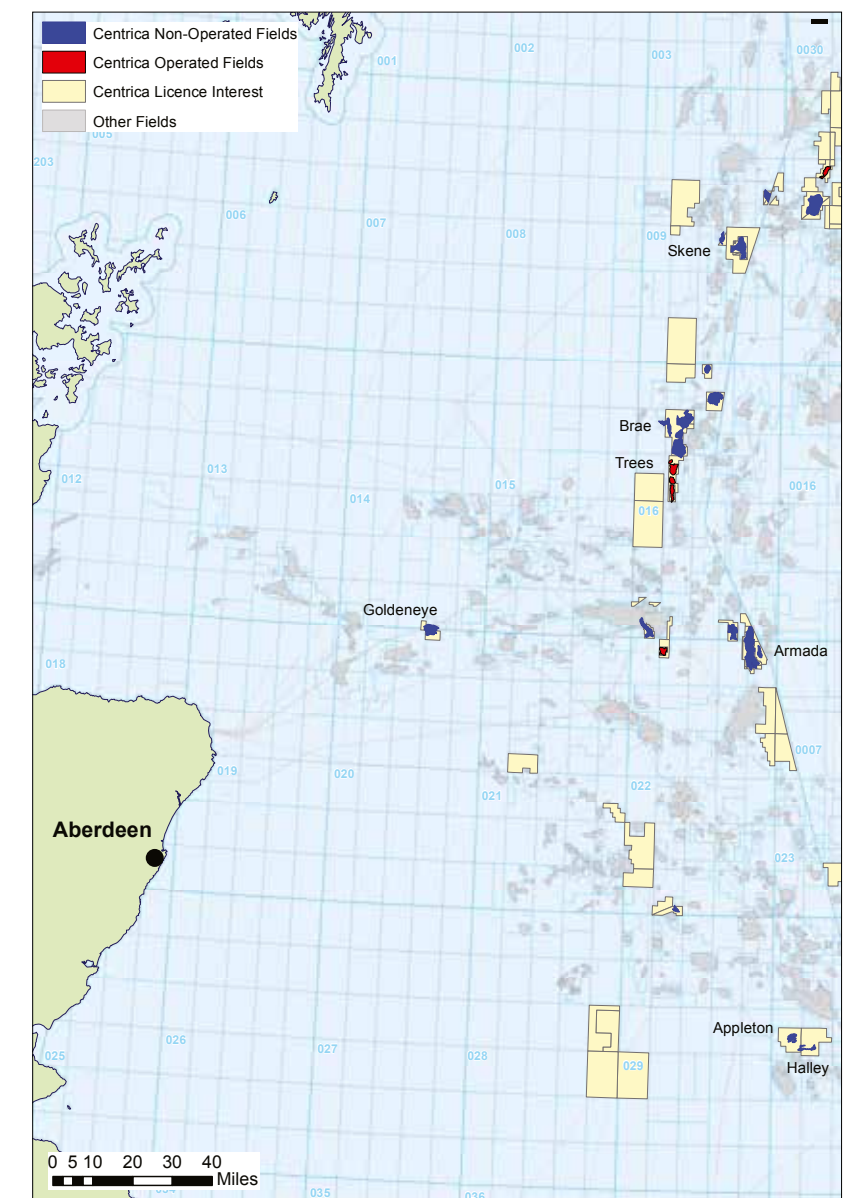 Centrica Non-Operated Fields
Centrica Operated Fields
Centrica Licence Interest
Other Fields
002
0030
003
001
005
203
006
007
008
009
Skene
Brae
Trees
012
013
014
015
016
0016
Goldeneye
Armada
018
019
020
021
022
0007
Aberdeen
023
Appleton
Halley
025
026
027
028
029
0 5 10 20 30 40
Miles
034
035
036